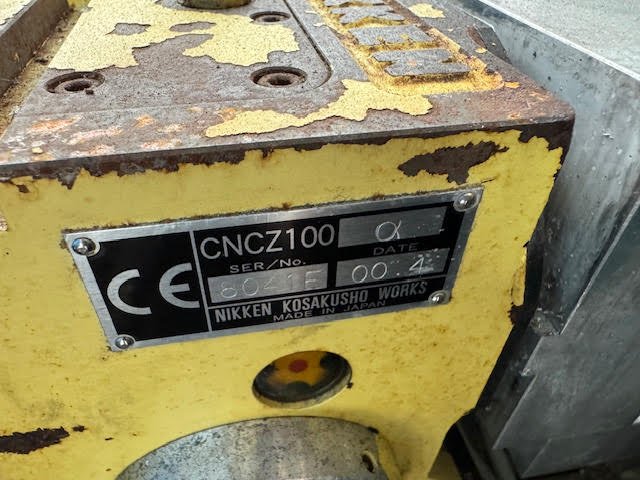 CNCZ100 α
SER/No. DATE
8041F 00.4
NIKKEN KOSAKUSHO WORKS
MADE IN JAPAN
CE